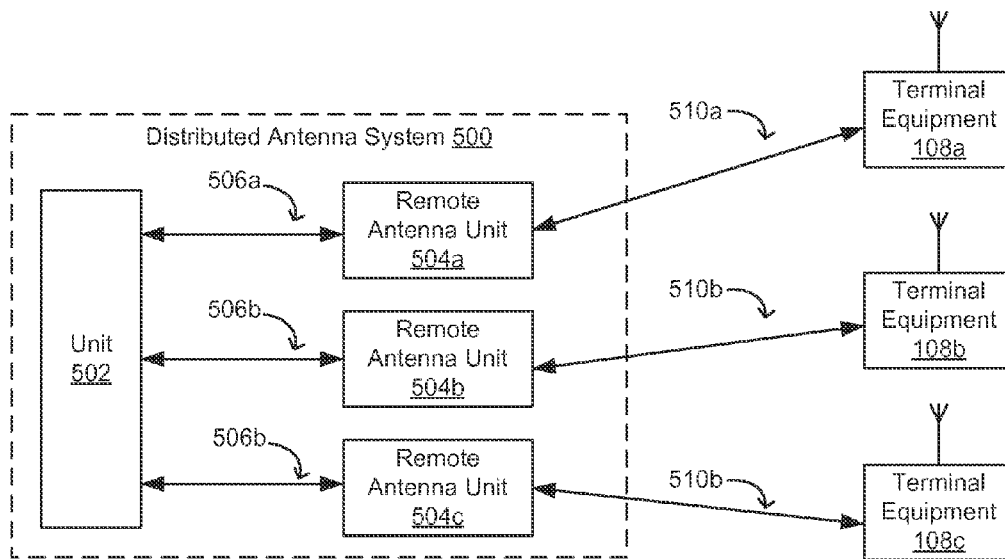 Distributed Antenna System 500
Unit
502
506a
Remote
Antenna Unit
504a
506b
Remote
Antenna Unit
504b
506b
Remote
Antenna Unit
504c
510a
Terminal
Equipment
108a
510b
Terminal
Equipment
108b
510b
Terminal
Equipment
108c